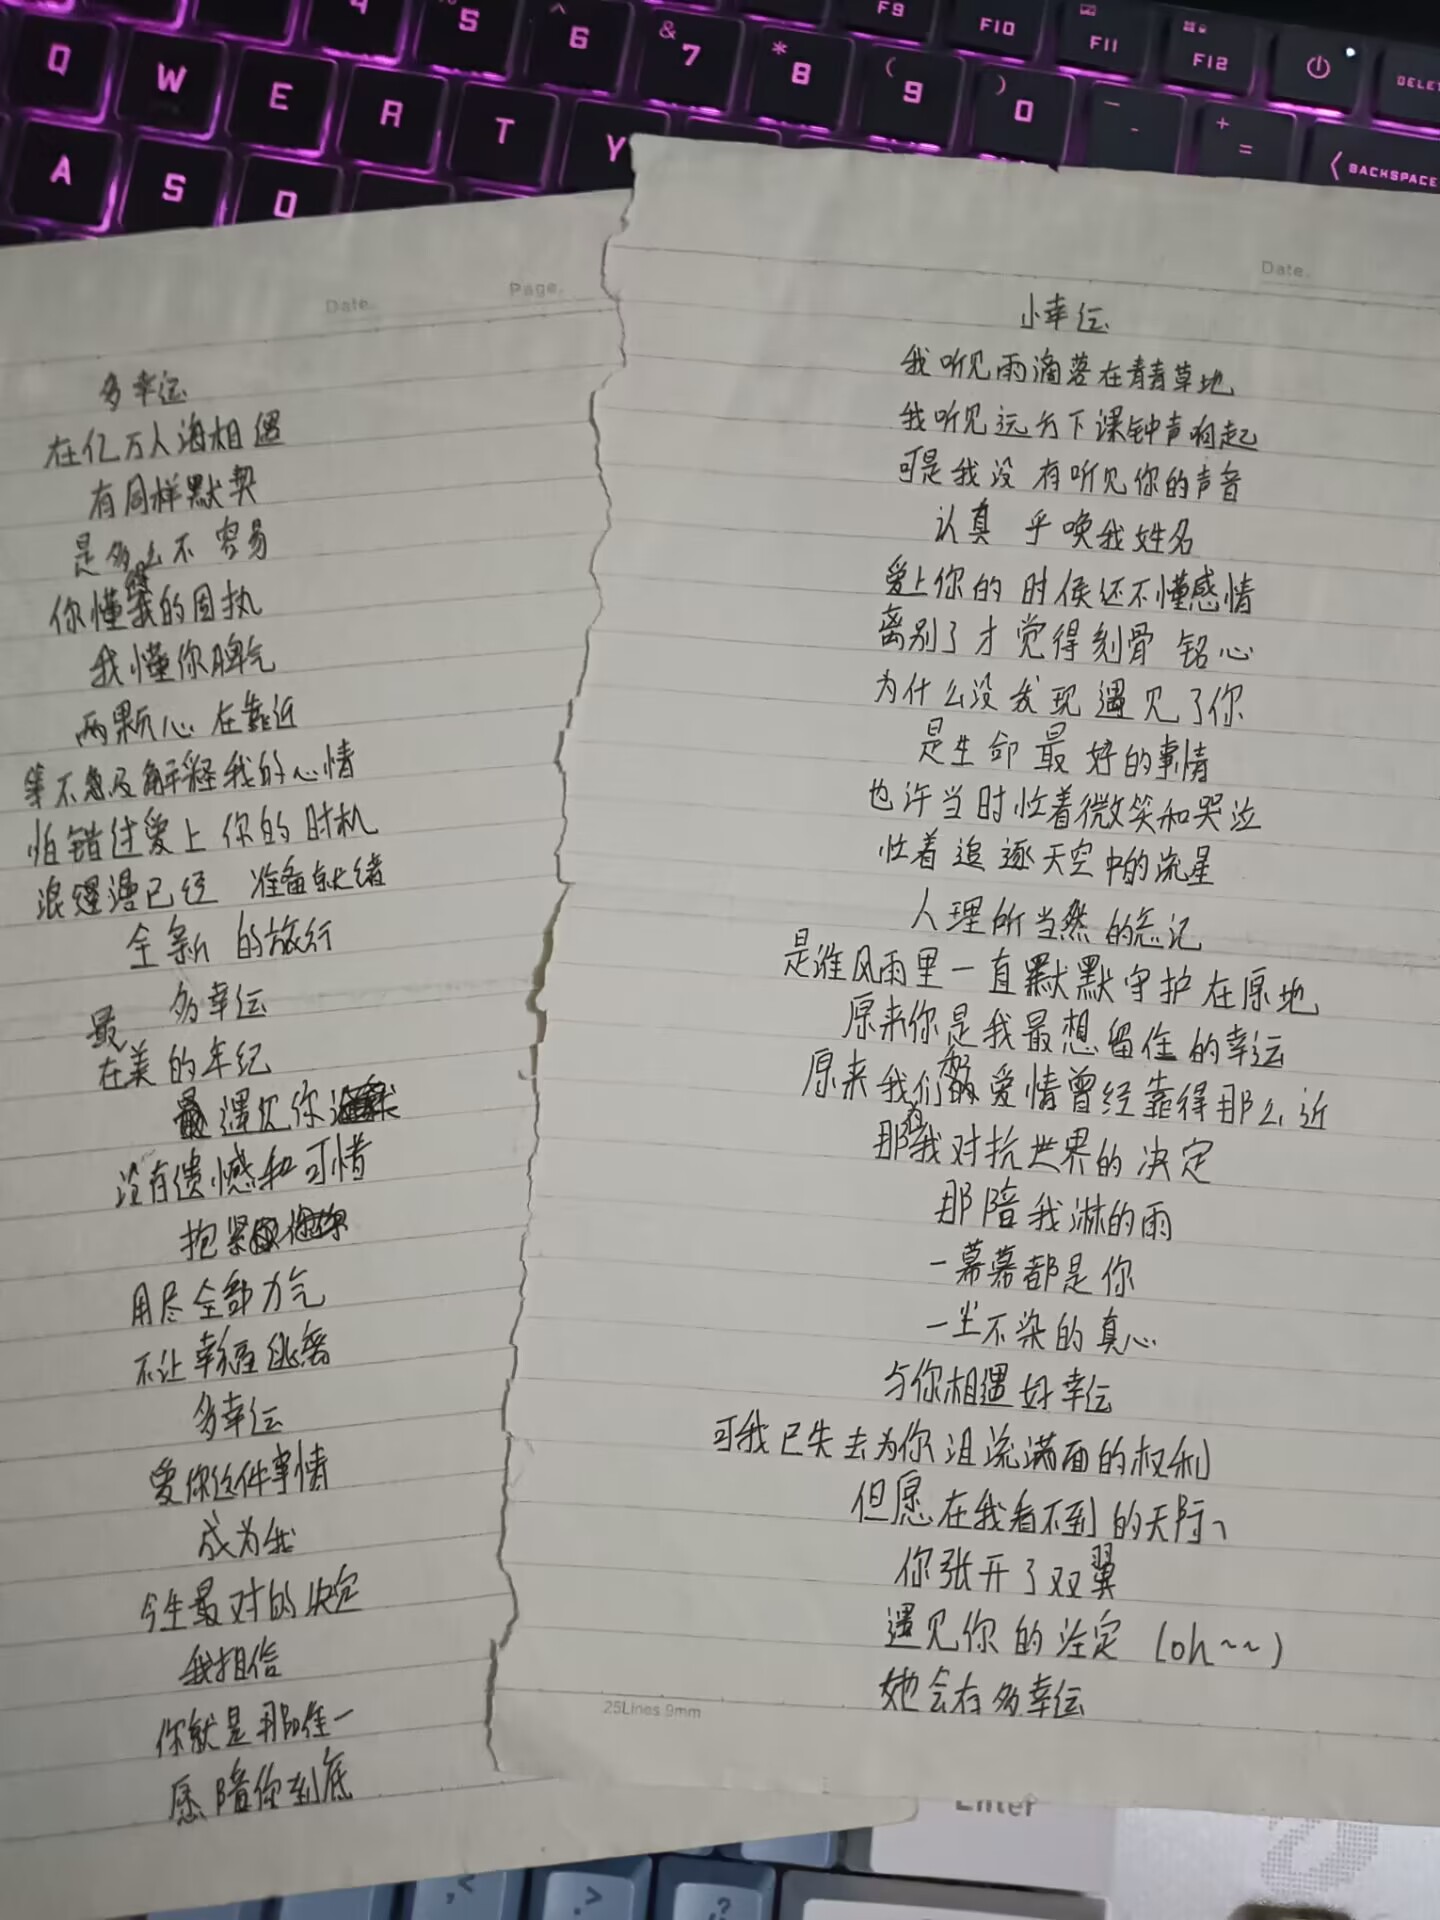 Q W E R T Y
A S D
5
^ 6
& 7
* 8
( 9
) 0
F9 F10 F11 F12
_ -
+ =
BACKSPACE
Date. Page.
多幸运
在亿万人海相遇
有同样默契
是多么不容易
你懂得我的固执
我懂你脾气
两颗心在靠近
等不急及解释我的心情
怕错过爱上你的时机
浪漫已经 准备就绪
全新的旅行
多幸运
在最美的年纪
遇见你
没有遗憾和可惜
抱紧你
用尽全部力气
不让幸福逃离
多幸运
爱你这件事情
成为我
今生最对的决定
我相信
你就是那唯一
愿陪你到底
Date.
小幸运
我听见雨滴落在青青草地
我听见远方下课钟声响起
可是我没有听见你的声音
认真 乎唤我姓名
爱上你的时候还不懂感情
离别了才觉得刻骨铭心
为什么没发现遇见了你
是生命最好的事情
也许当时忙着微笑和哭泣
忙着追逐天空中的流星
人理所当然的忘记
是谁风雨里一直默默守护在原地
原来你是我最想留住的幸运
原来我们和爱情曾经靠得那么近
那为我对抗世界的决定
那陪我淋的雨
一幕幕都是你
一尘不染的真心
与你相遇好幸运
可我已失去为你泪流满面的权利
但愿在我看不到的天际
你张开了双翼
遇见你的注定 (oh~~)
她会有多幸运
25Lines 9mm
Enter
, <
. >
?